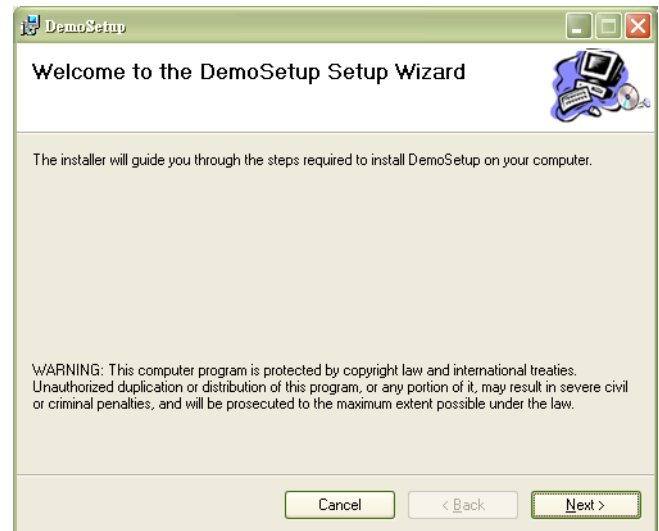 DemoSetup
Welcome to the DemoSetup Setup Wizard
The installer will guide you through the steps required to install DemoSetup on your computer.
WARNING: This computer program is protected by copyright law and international treaties.
Unauthorized duplication or distribution of this program, or any portion of it, may result in severe civil
or criminal penalties, and will be prosecuted to the maximum extent possible under the law.
Cancel
< Back
Next >